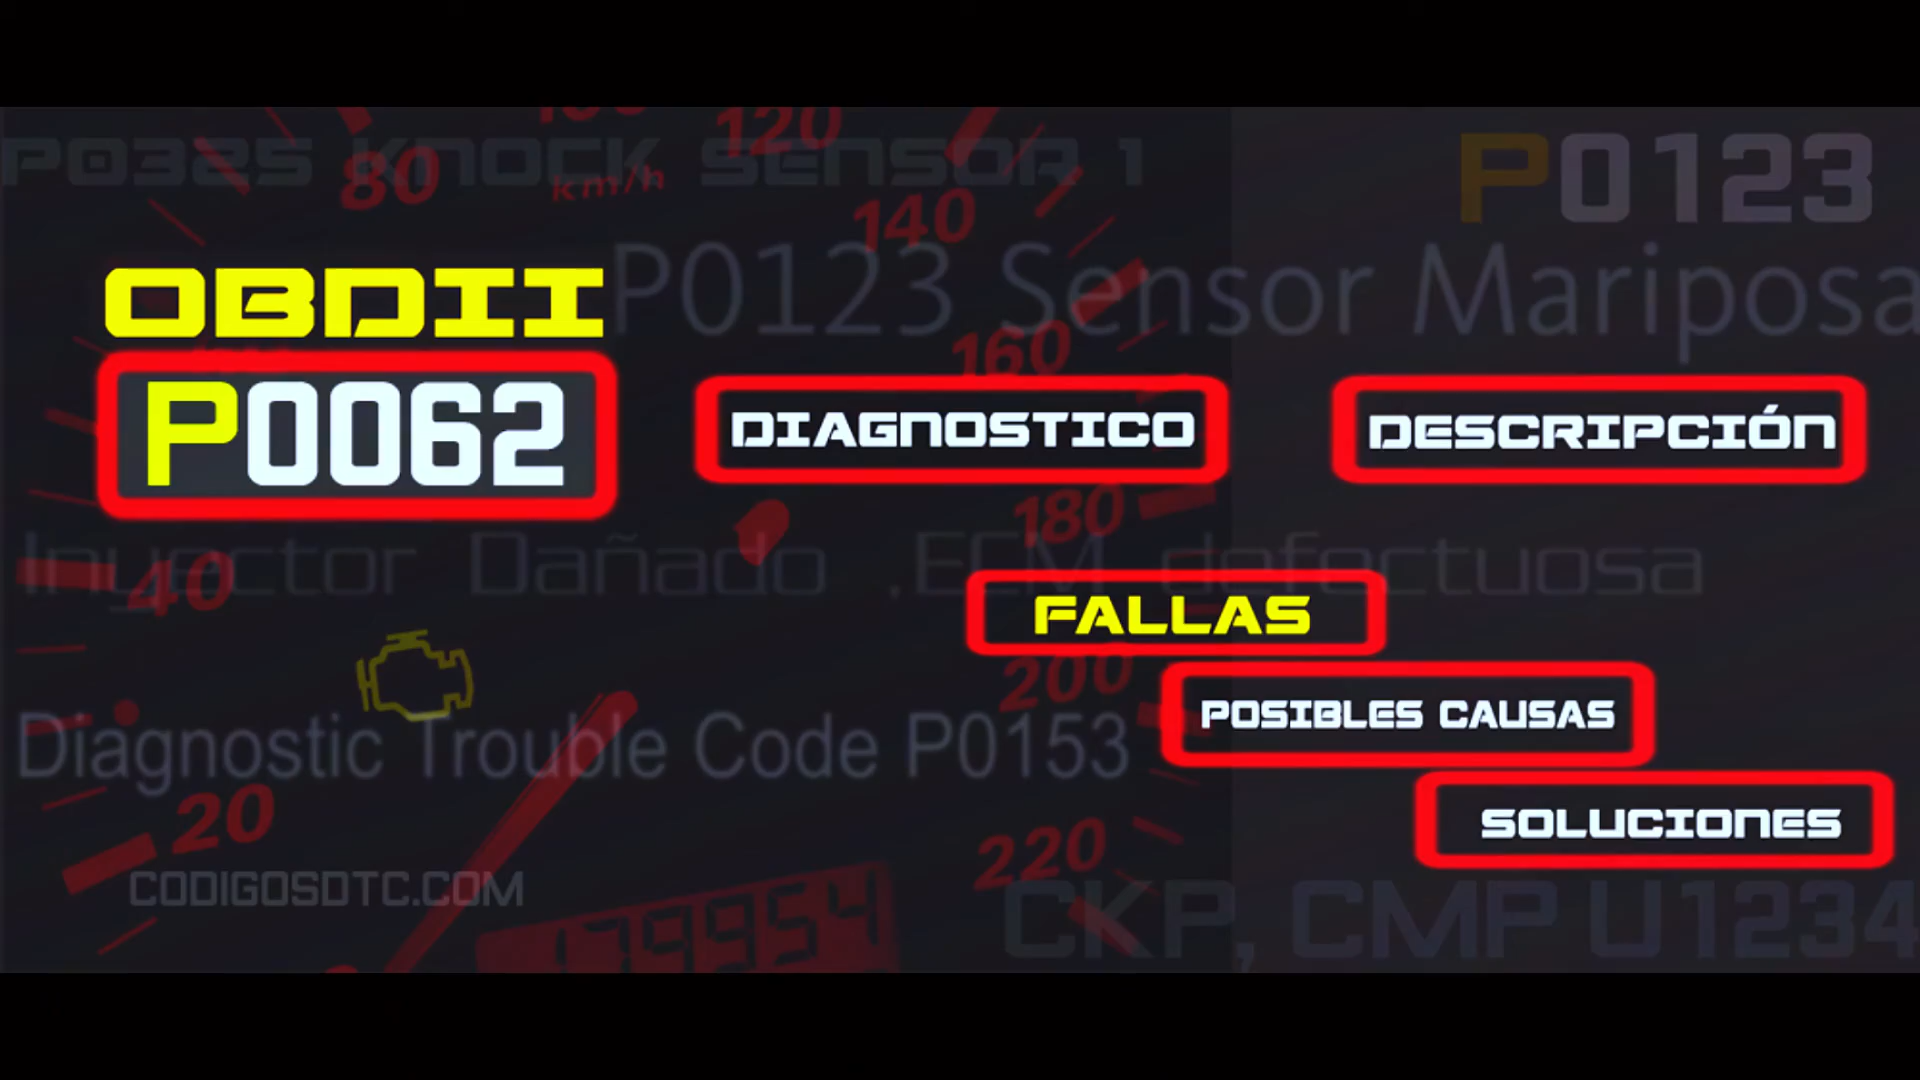 P0325 KNOCK SENSOR 1
P0123
80
km/h
120
140
P0123 Sensor Mariposa
OBDII
160
P0062
DIAGNOSTICO
DESCRIPCIÓN
180
Inyector Dañado .ECM defectuosa
40
FALLAS
200
POSIBLES CAUSAS
Diagnostic Trouble Code P0153
20
SOLUCIONES
220
CODIGOSDTC.COM
179954
CKP, CMP U1234